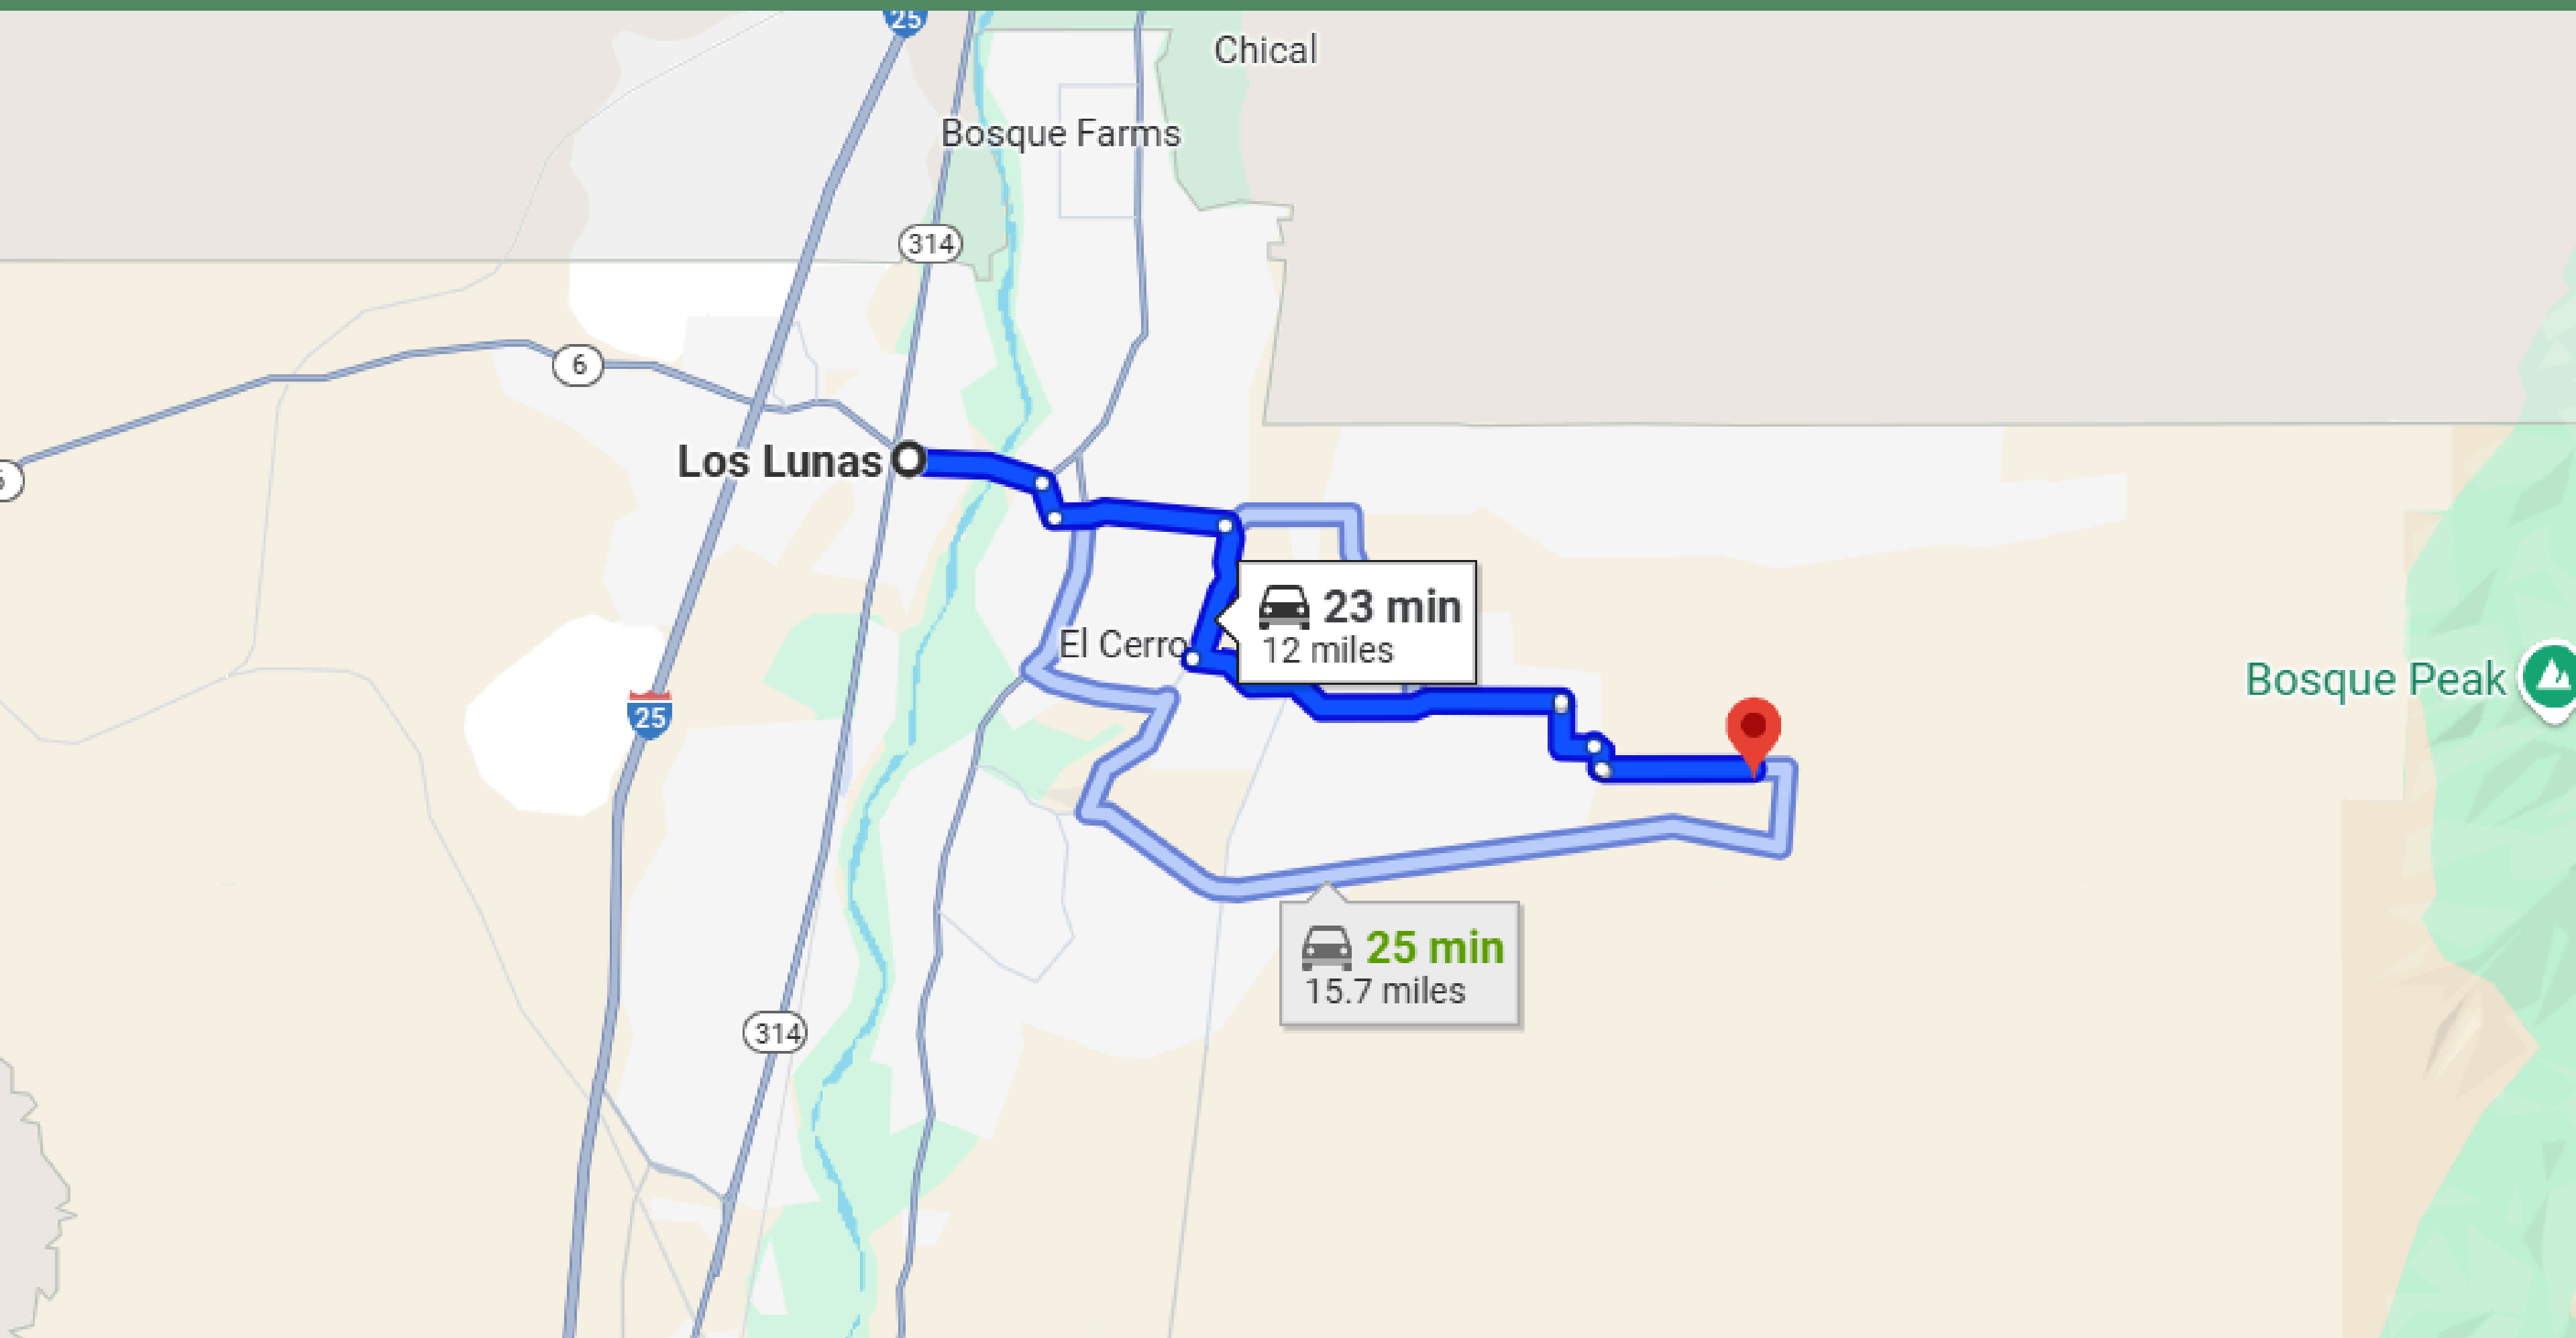 25
Chical
Bosque Farms
314
6
Los Lunas
23 min
12 miles
El Cerro
Bosque Peak
25
25 min
15.7 miles
314